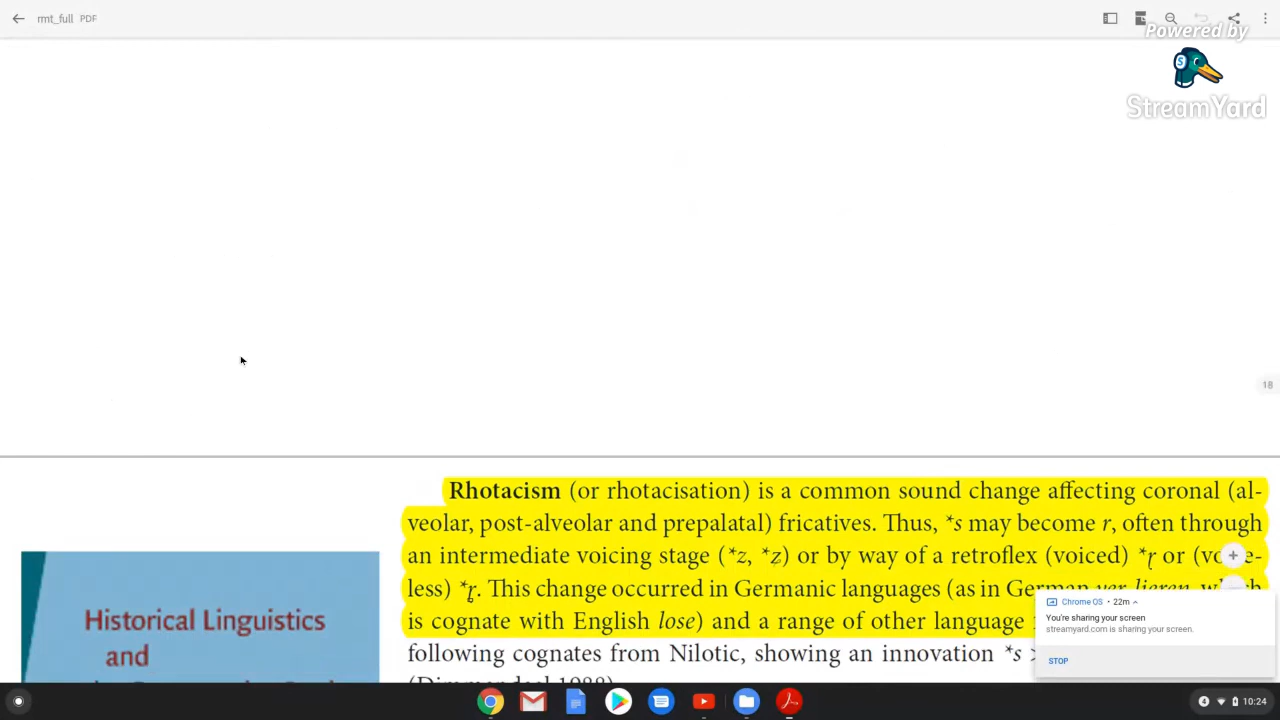 rmt_full PDF
Powered by
StreamYard
18
Rhotacism (or rhotacisation) is a common sound change affecting coronal (al-
veolar, post-alveolar and prepalatal) fricatives. Thus, *s may become r, often through
an intermediate voicing stage (*z, *ʐ) or by way of a retroflex (voiced) *ɽ or (
less) *ɽ̥. This change occurred in Germanic languages (as in German
is cognate with English lose) and a range of other language
following cognates from Nilotic, showing an innovation *s >
Historical Linguistics
and
Chrome OS • 22m
You're sharing your screen
streamyard.com is sharing your screen.
STOP
4
10:24